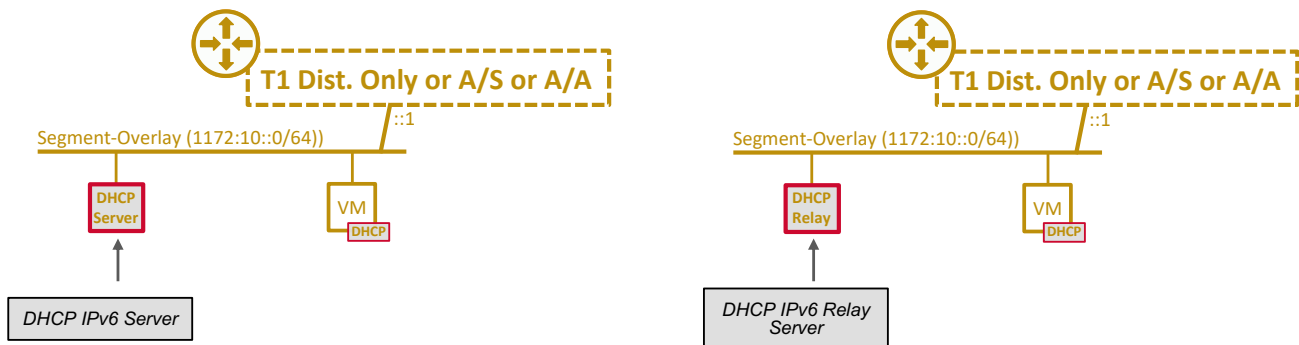 T1 Dist. Only or A/S or A/A
::1
Segment-Overlay (1172:10::0/64))
DHCP
Server
VM
DHCP
DHCP IPv6 Server
T1 Dist. Only or A/S or A/A
::1
Segment-Overlay (1172:10::0/64))
DHCP
Relay
VM
DHCP
DHCP IPv6 Relay
Server